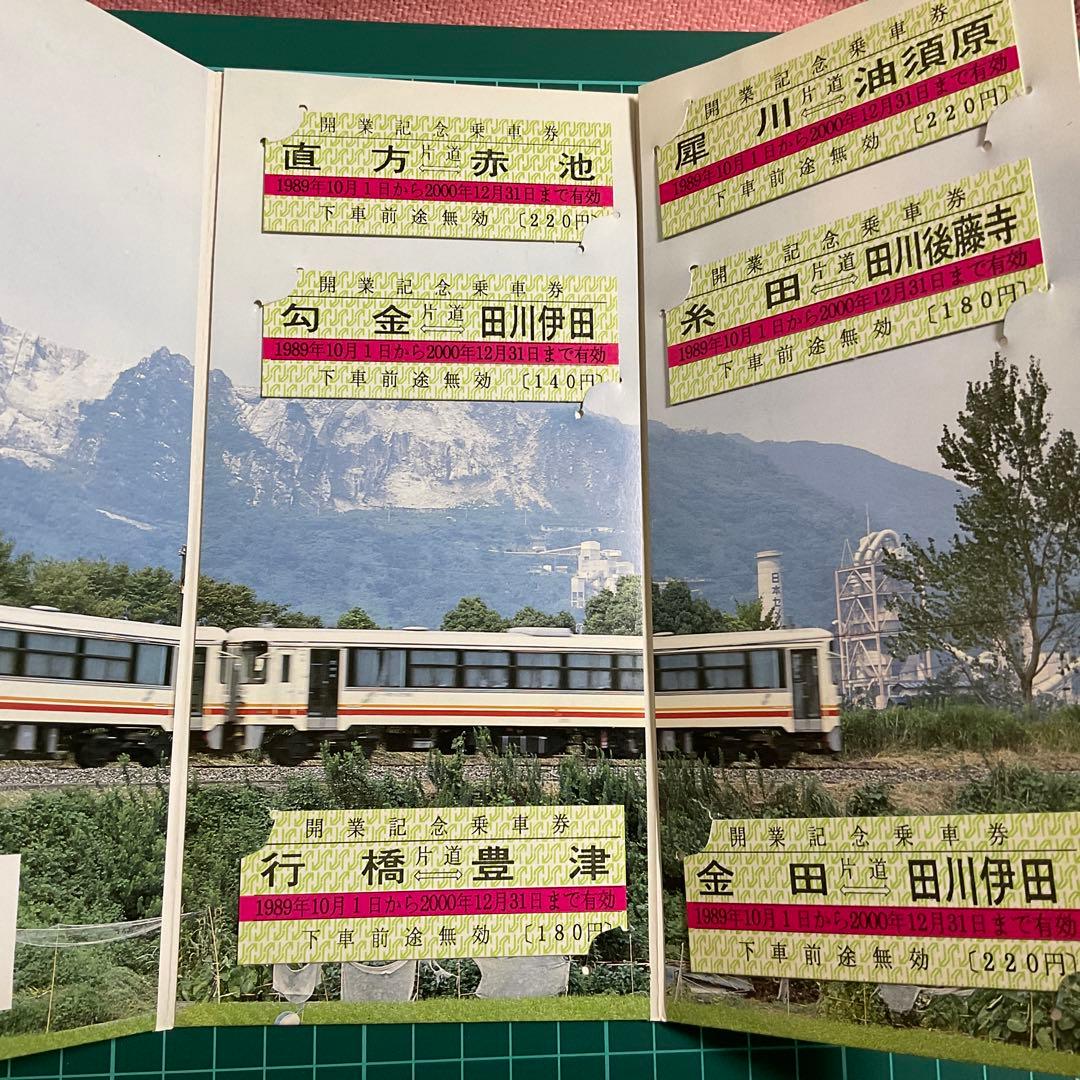 開業記念乗車券
直方 片道 赤池
1989年10月1日から2000年12月31日まで有効
下車前途無効 〔220円〕
開業記念乗車券
勾金 片道 田川伊田
1989年10月1日から2000年12月31日まで有効
下車前途無効 〔140円〕
開業記念乗車券
行橋 片道 豊津
1989年10月1日から2000年12月31日まで有効
下車前途無効 〔180円〕
開業記念乗車券
犀川 片道 油須原
1989年10月1日から2000年12月31日まで有効
下車前途無効 〔220円〕
開業記念乗車券
糸田 片道 田川後藤寺
1989年10月1日から2000年12月31日まで有効
下車前途無効 〔180円〕
日本
開業記念乗車券
金田 片道 田川伊田
1989年10月1日から2000年12月31日まで有効
下車前途無効 〔220円〕